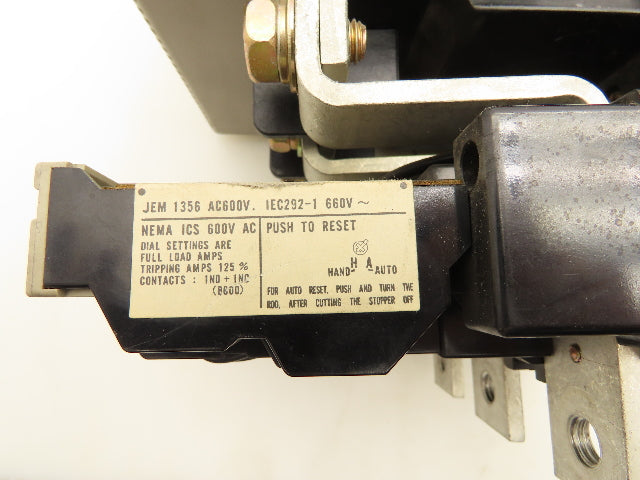 JEM 1356 AC600V. IEC292-1 660V ~
NEMA ICS 600V AC
DIAL SETTINGS ARE
FULL LOAD AMPS
TRIPPING AMPS 125 %
CONTACTS : 1NO + 1NC
(B600)
PUSH TO RESET
H A
HAND AUTO
FOR AUTO RESET, PUSH AND TURN THE
ROD, AFTER CUTTING THE STOPPER OFF